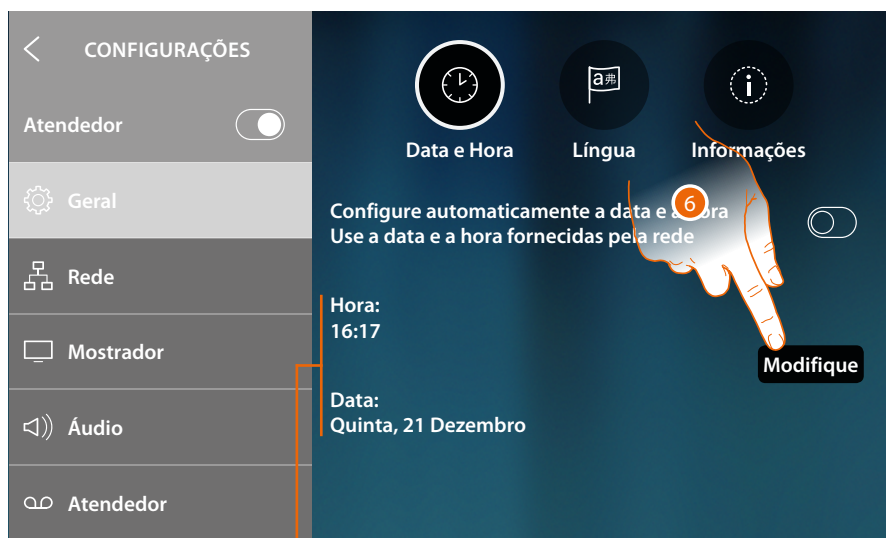 CONFIGURAÇÕES
Atendedor
Geral
Rede
Mostrador
Áudio
Atendedor
Data e Hora
Língua
Informações
Configure automaticamente a data e a hora
Use a data e a hora fornecidas pela rede
6
Hora:
16:17
Modifique
Data:
Quinta, 21 Dezembro